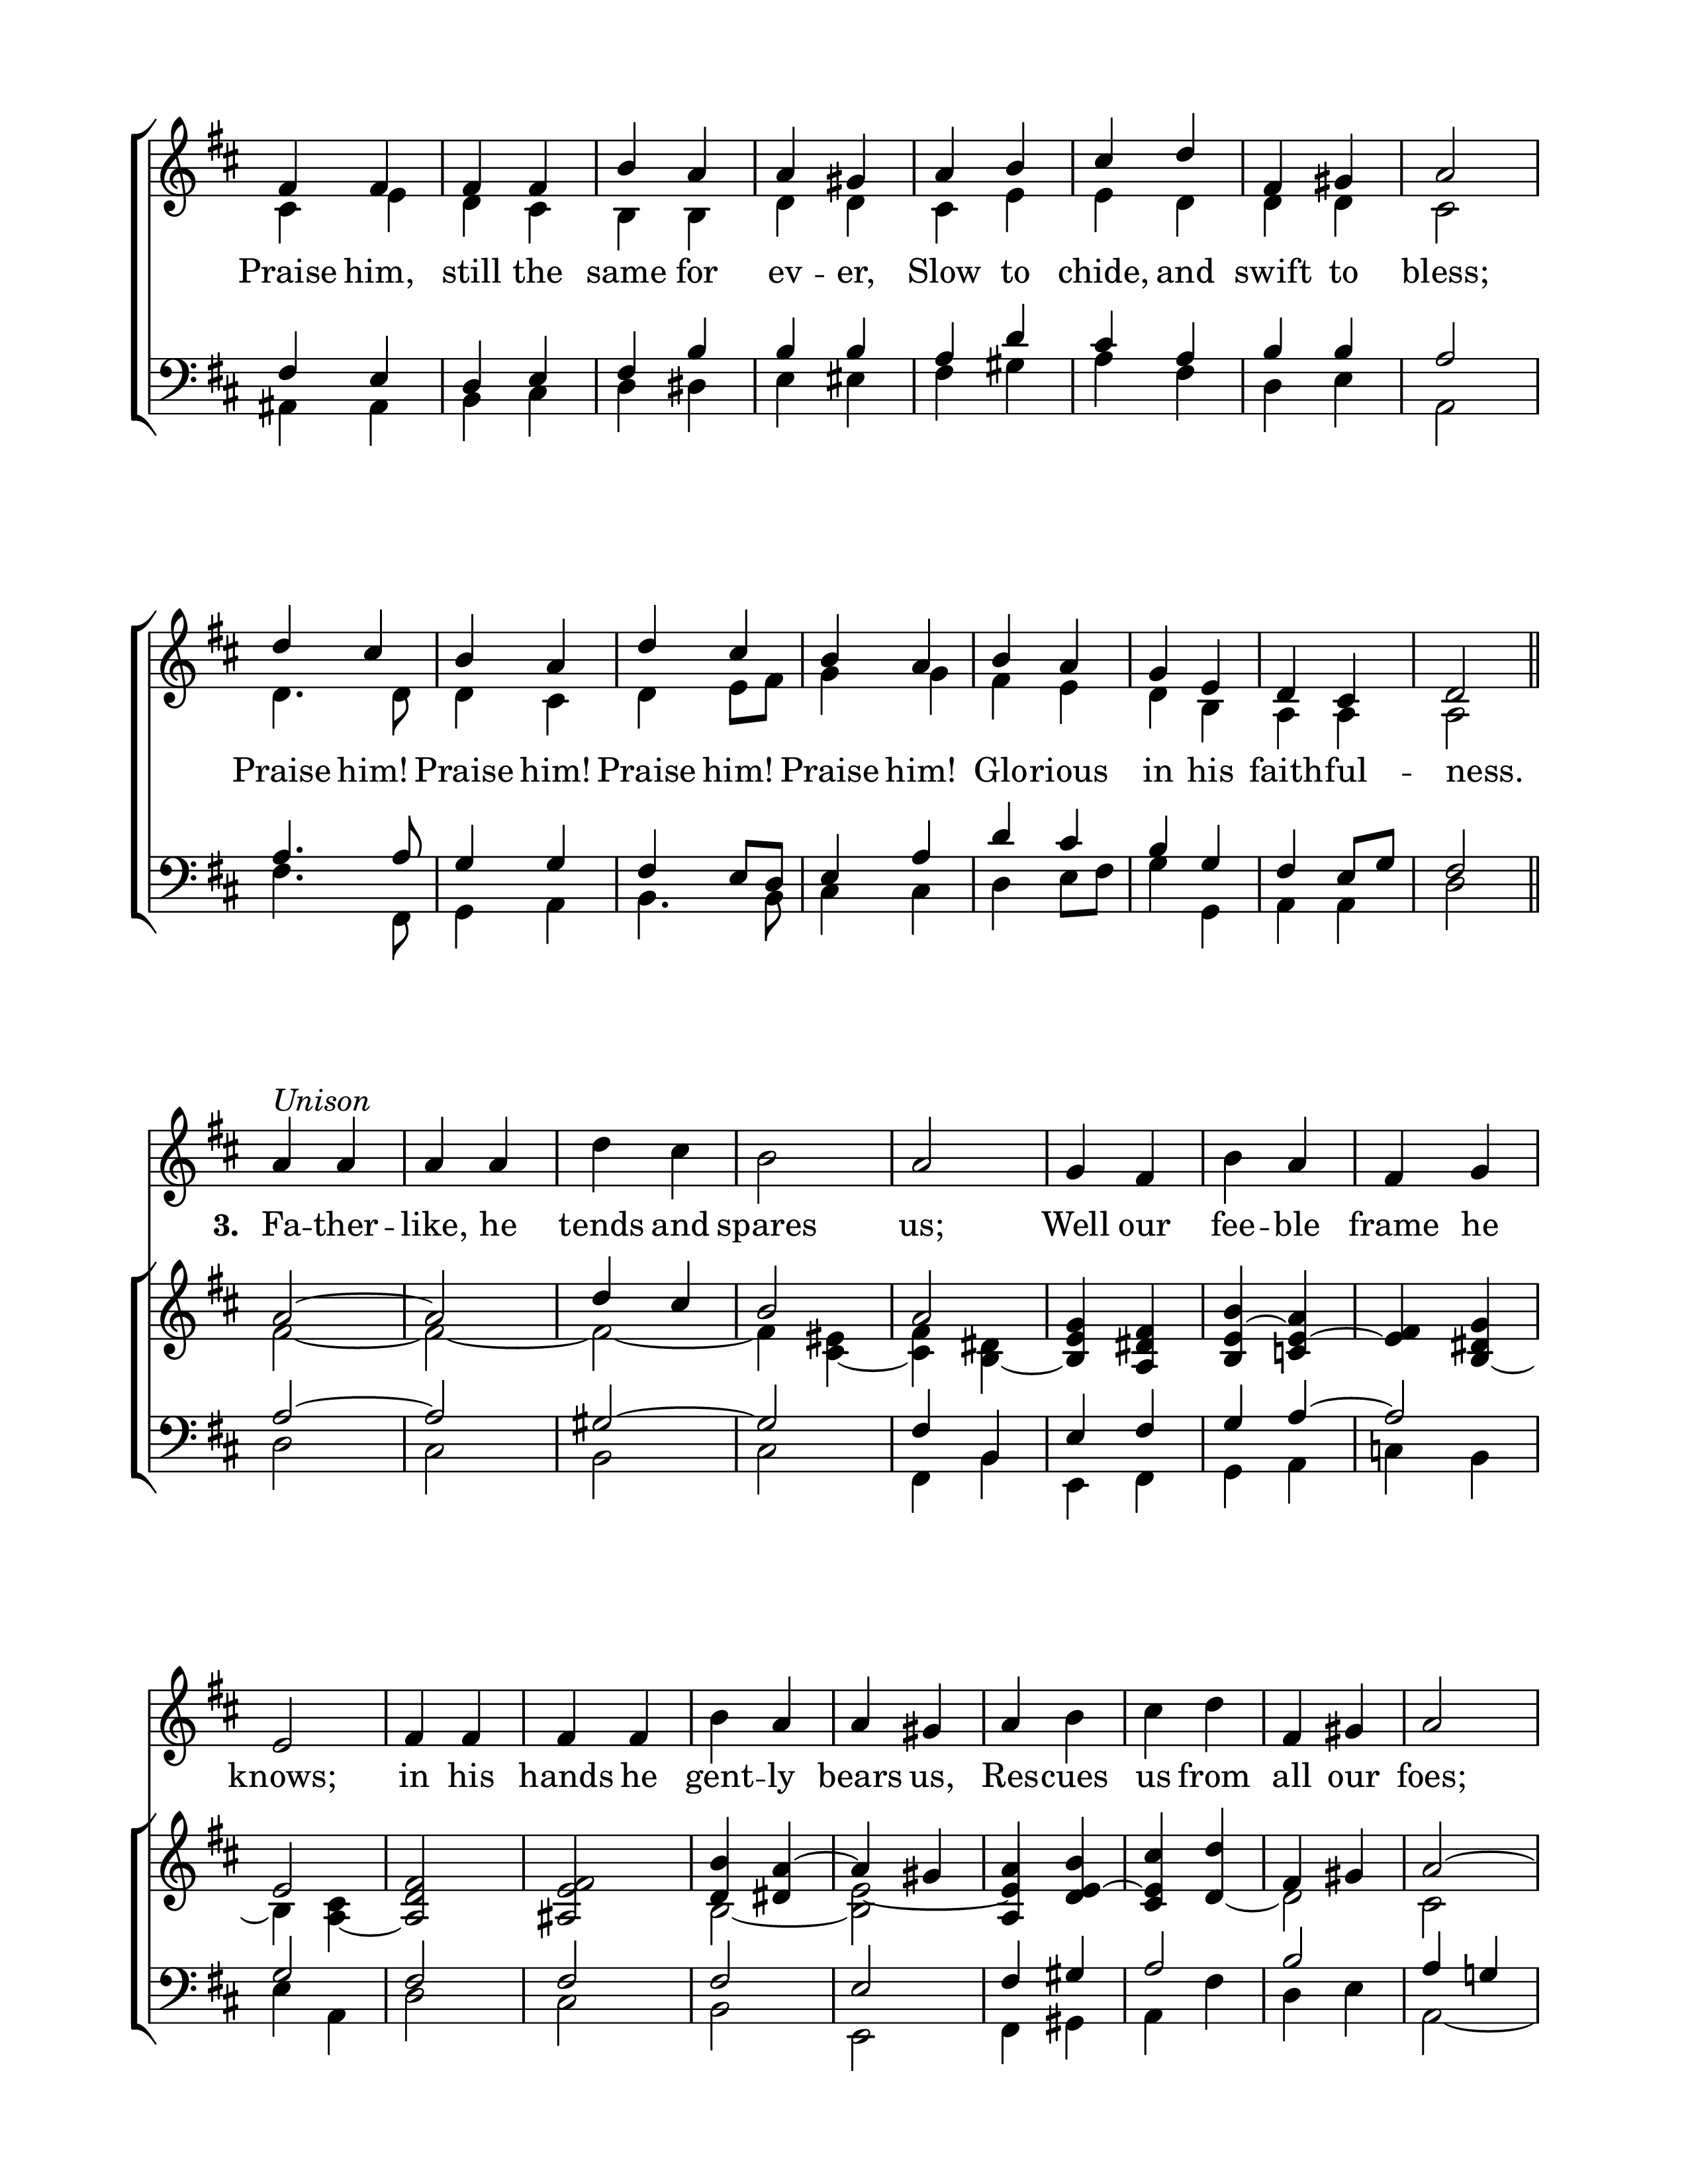 Praise him, still the same for ev -- er, Slow to chide, and swift to bless;
Praise him! Praise him! Praise him! Praise him! Glorious in his faithful -- ness.
Unison
3. Fa -- ther -- like, he tends and spares us; Well our fee -- ble frame he
knows; in his hands he gent -- ly bears us, Rescues us from all our foes;